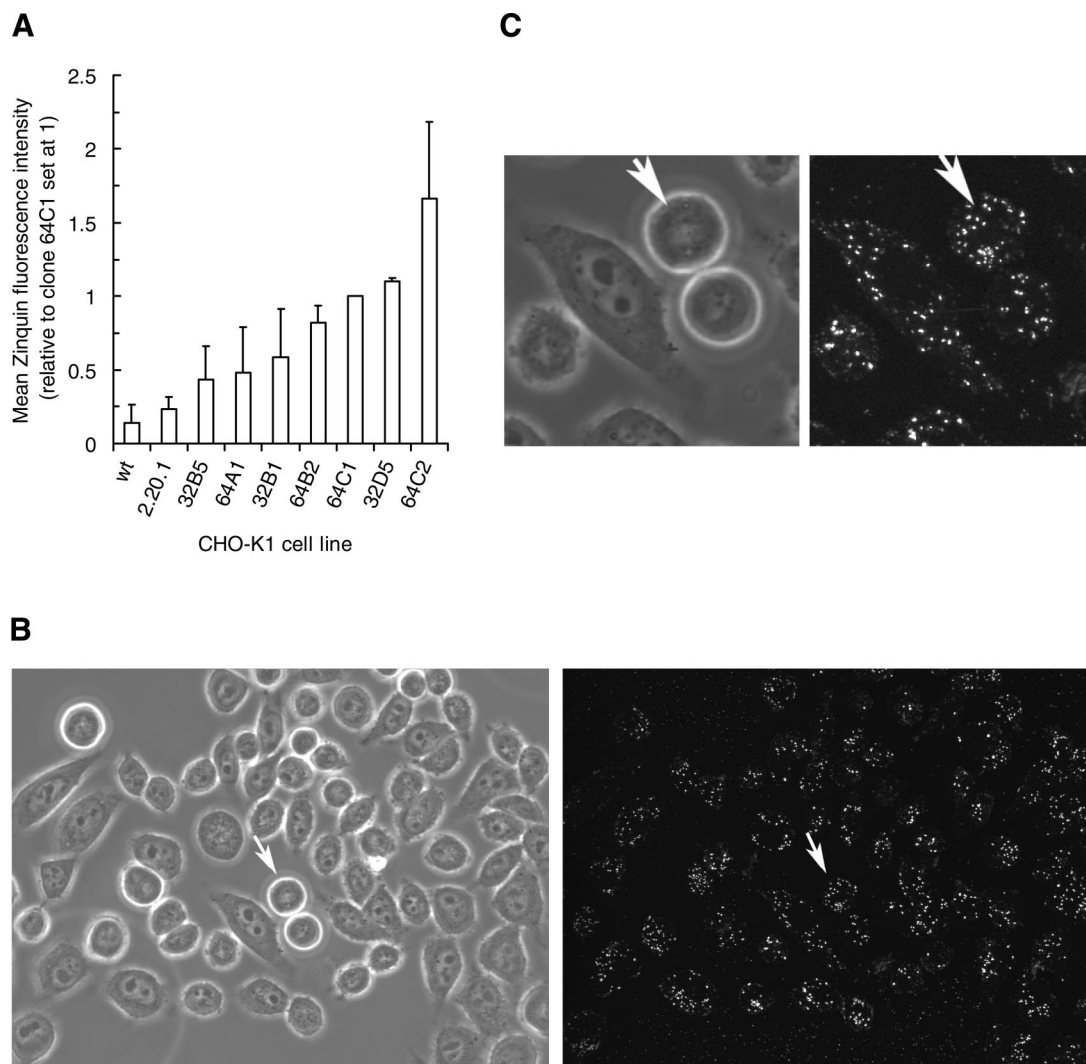 A
C
Mean Zinquin fluorescence intensity
(relative to clone 64C1 set at 1)
2.5
2
1.5
1
0.5
0
wt
2.20.1
32B5
64A1
32B1
64B2
64C1
32D5
64C2
CHO-K1 cell line
B